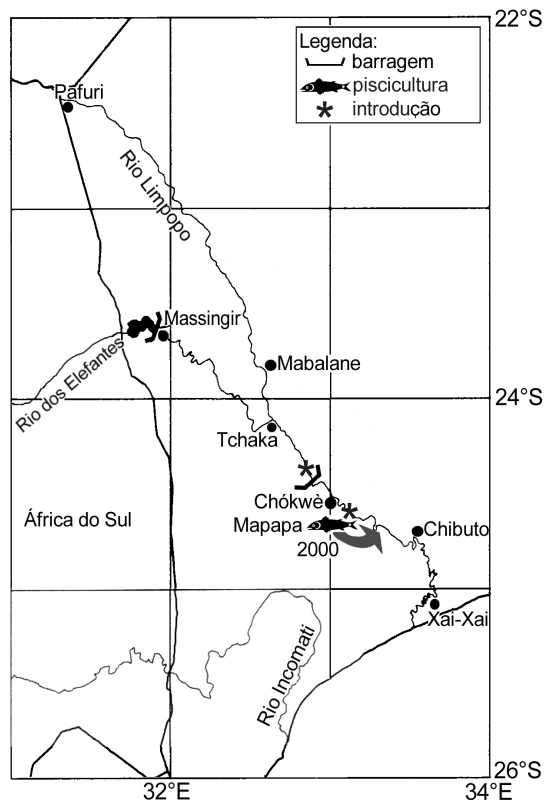 22°S
Legenda:
barragem
piscicultura
introdução
Pafuri
Rio Limpopo
Massingir
Mabalane
Rio dos Elefantes
24°S
Tchaka
Chókwè
África do Sul
Mapapa
Chibuto
2000
Xai-Xai
Rio Incomati
26°S
32°E
34°E